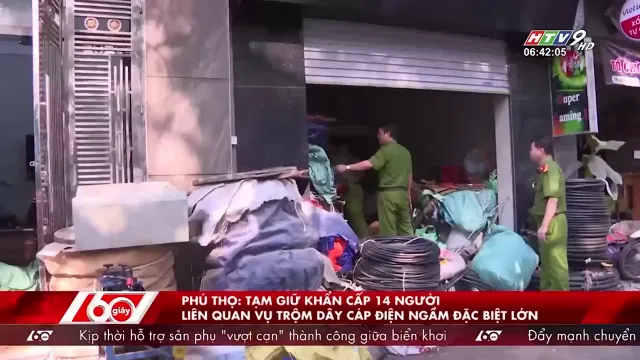 HTV9 HD
06:42:05
Super
aming
60 giây
PHÚ THỌ: TẠM GIỮ KHẨN CẤP 14 NGƯỜI
LIÊN QUAN VỤ TRỘM DÂY CÁP ĐIỆN NGẦM ĐẶC BIỆT LỚN
Kịp thời hỗ trợ sản phụ "vượt cạn" thành công giữa biển khơi
60 Đẩy mạnh chuyển